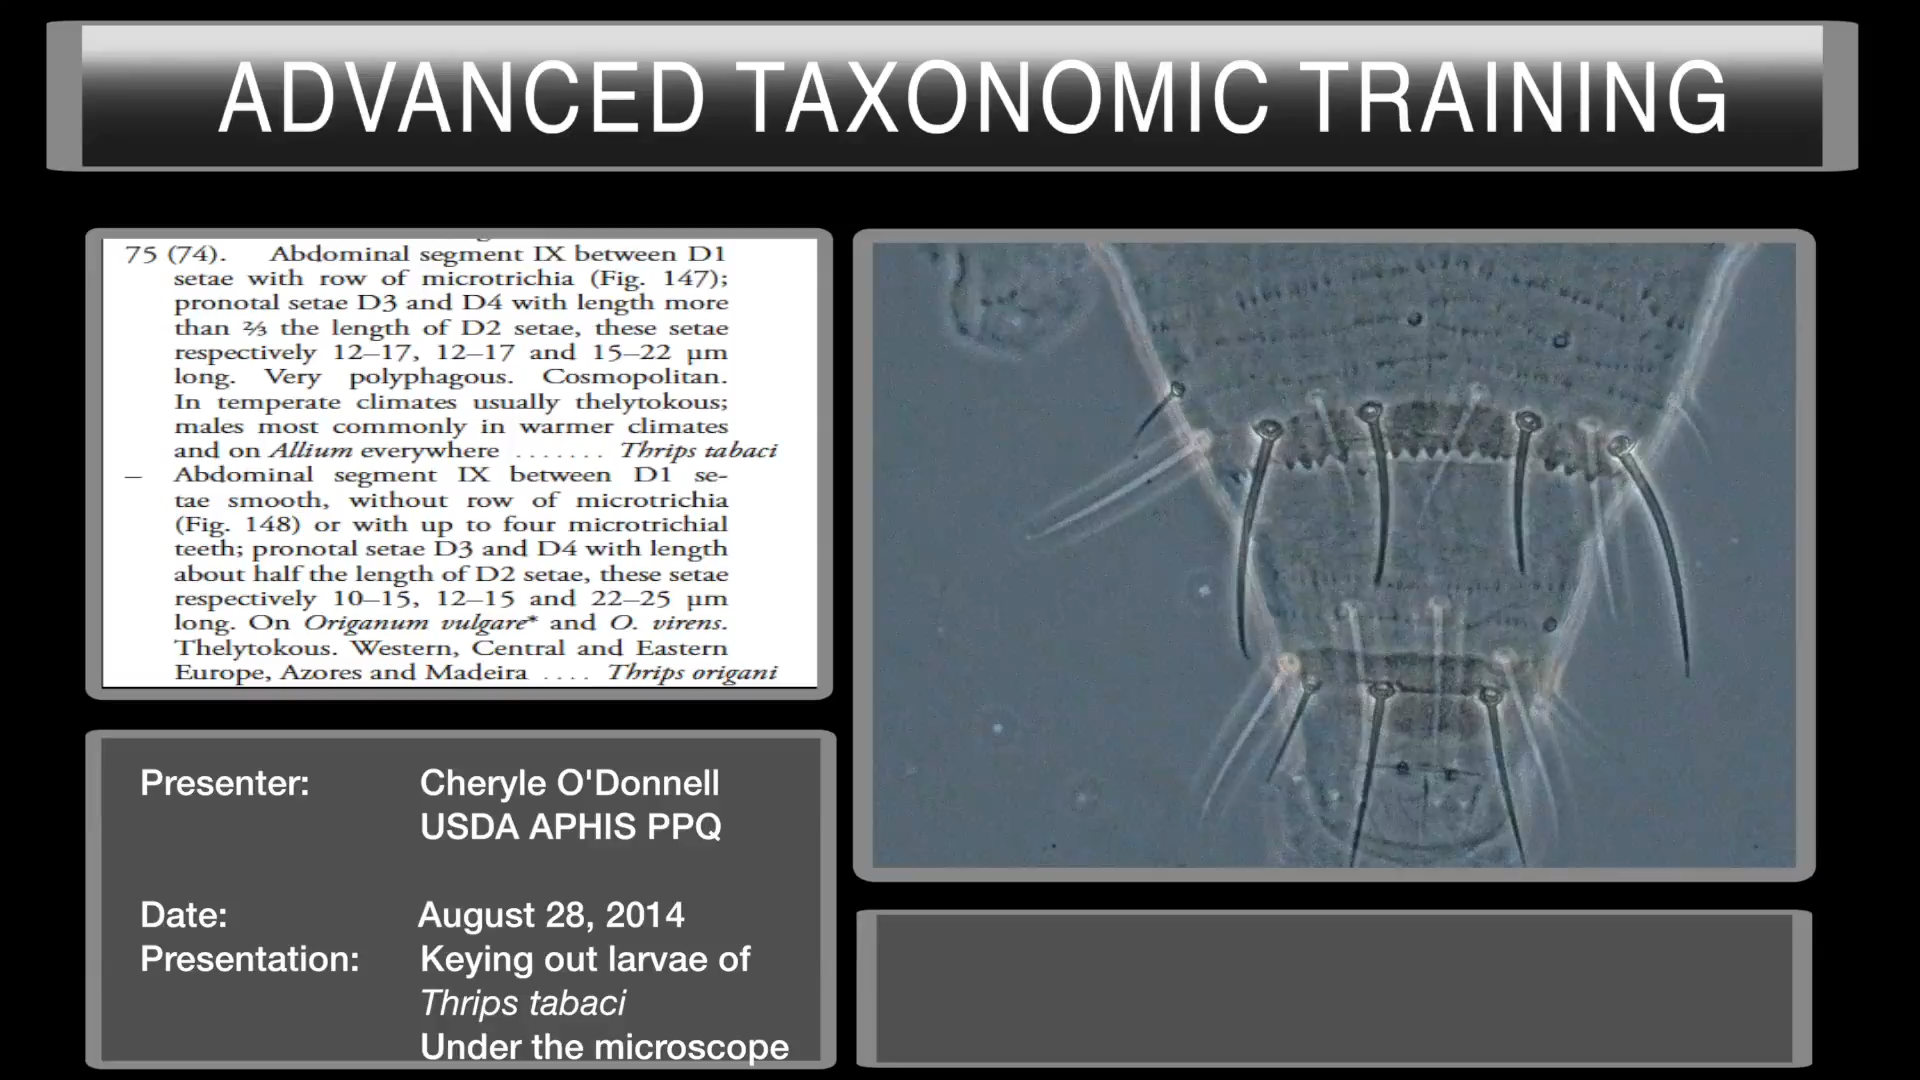 ADVANCED TAXONOMIC TRAINING
75 (74). Abdominal segment IX between D1
setae with row of microtrichia (Fig. 147);
pronotal setae D3 and D4 with length more
than ⅔ the length of D2 setae, these setae
respectively 12–17, 12–17 and 15–22 µm
long. Very polyphagous. Cosmopolitan.
In temperate climates usually thelytokous;
males most commonly in warmer climates
and on Allium everywhere ....... Thrips tabaci
– Abdominal segment IX between D1 se-
tae smooth, without row of microtrichia
(Fig. 148) or with up to four microtrichial
teeth; pronotal setae D3 and D4 with length
about half the length of D2 setae, these setae
respectively 10–15, 12–15 and 22–25 µm
long. On Origanum vulgare* and O. virens.
Thelytokous. Western, Central and Eastern
Europe, Azores and Madeira .... Thrips origani
Presenter: Cheryle O'Donnell
USDA APHIS PPQ
Date: August 28, 2014
Presentation: Keying out larvae of
Thrips tabaci
Under the microscope